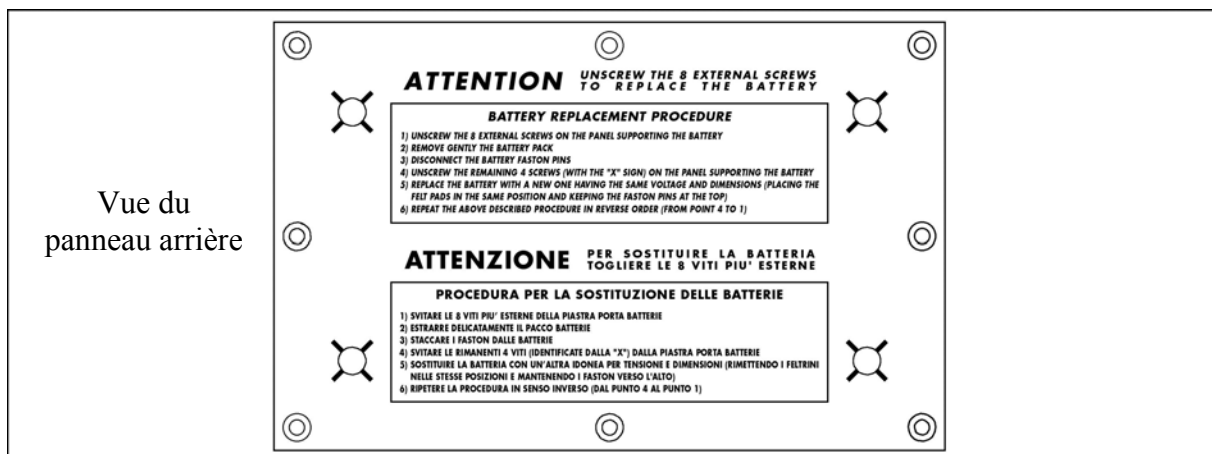 Vue du
panneau arrière
ATTENTION UNSCREW THE 8 EXTERNAL SCREWS
TO REPLACE THE BATTERY
BATTERY REPLACEMENT PROCEDURE
1) UNSCREW THE 8 EXTERNAL SCREWS ON THE PANEL SUPPORTING THE BATTERY
2) REMOVE GENTLY THE BATTERY PACK
3) DISCONNECT THE BATTERY FASTON PINS
4) UNSCREW THE REMAINING 4 SCREWS (WITH THE "X" SIGN) ON THE PANEL SUPPORTING THE BATTERY
5) REPLACE THE BATTERY WITH A NEW ONE HAVING THE SAME VOLTAGE AND DIMENSIONS (PLACING THE
FELT PADS IN THE SAME POSITION AND KEEPING THE FASTON PINS AT THE TOP)
6) REPEAT THE ABOVE DESCRIBED PROCEDURE IN REVERSE ORDER (FROM POINT 4 TO 1)
ATTENZIONE PER SOSTITUIRE LA BATTERIA
TOGLIERE LE 8 VITI PIU' ESTERNE
PROCEDURA PER LA SOSTITUZIONE DELLE BATTERIE
1) SVITARE LE 8 VITI PIU' ESTERNE DELLA PIASTRA PORTA BATTERIE
2) ESTRARRE DELICATAMENTE IL PACCO BATTERIE
3) STACCARE I FASTON DALLE BATTERIE
4) SVITARE LE RIMANENTI 4 VITI (IDENTIFICATE DALLA "X") DALLA PIASTRA PORTA BATTERIE
5) SOSTITUIRE LA BATTERIA CON UN'ALTRA IDONEA PER TENSIONE E DIMENSIONI (RIMETTENDO I FELTRINI
NELLE STESSE POSIZIONI E MANTENENDO I FASTON VERSO L'ALTO)
6) RIPETERE LA PROCEDURA IN SENSO INVERSO (DAL PUNTO 4 AL PUNTO 1)